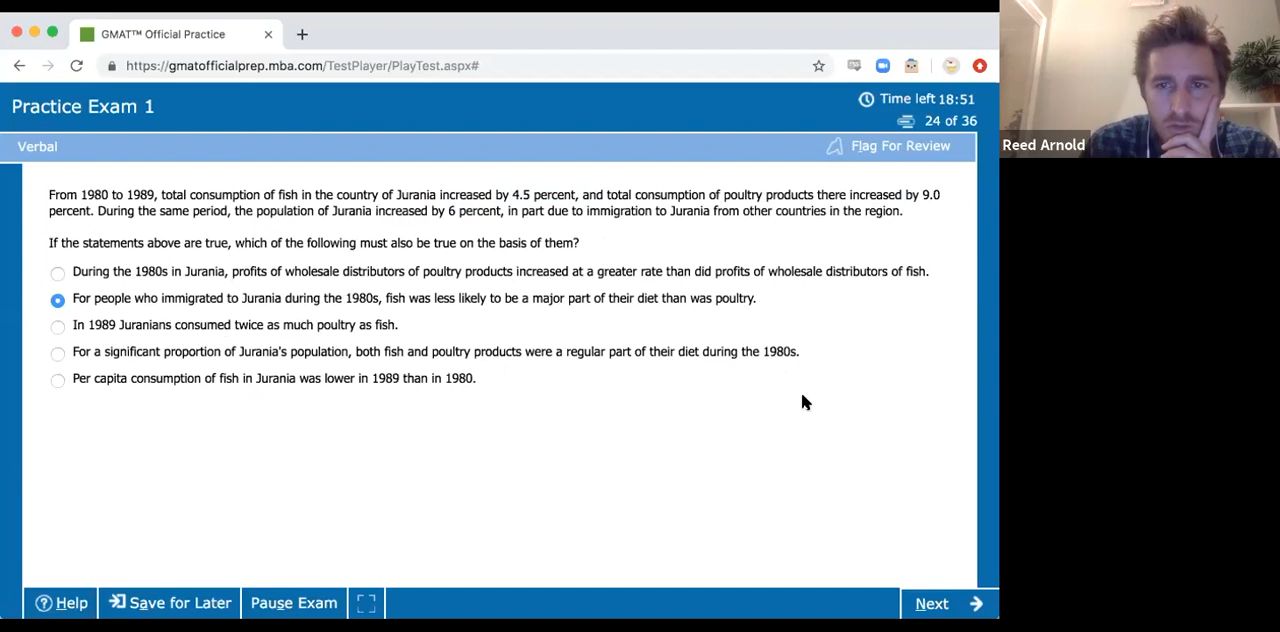 GMAT™ Official Practice
https://gmatofficialprep.mba.com/TestPlayer/PlayTest.aspx#
Practice Exam 1
Time left 18:51
24 of 36
Verbal
Flag For Review
Reed Arnold
From 1980 to 1989, total consumption of fish in the country of Jurania increased by 4.5 percent, and total consumption of poultry products there increased by 9.0
percent. During the same period, the population of Jurania increased by 6 percent, in part due to immigration to Jurania from other countries in the region.
If the statements above are true, which of the following must also be true on the basis of them?
During the 1980s in Jurania, profits of wholesale distributors of poultry products increased at a greater rate than did profits of wholesale distributors of fish.
For people who immigrated to Jurania during the 1980s, fish was less likely to be a major part of their diet than was poultry.
In 1989 Juranians consumed twice as much poultry as fish.
For a significant proportion of Jurania's population, both fish and poultry products were a regular part of their diet during the 1980s.
Per capita consumption of fish in Jurania was lower in 1989 than in 1980.
Help
Save for Later
Pause Exam
Next